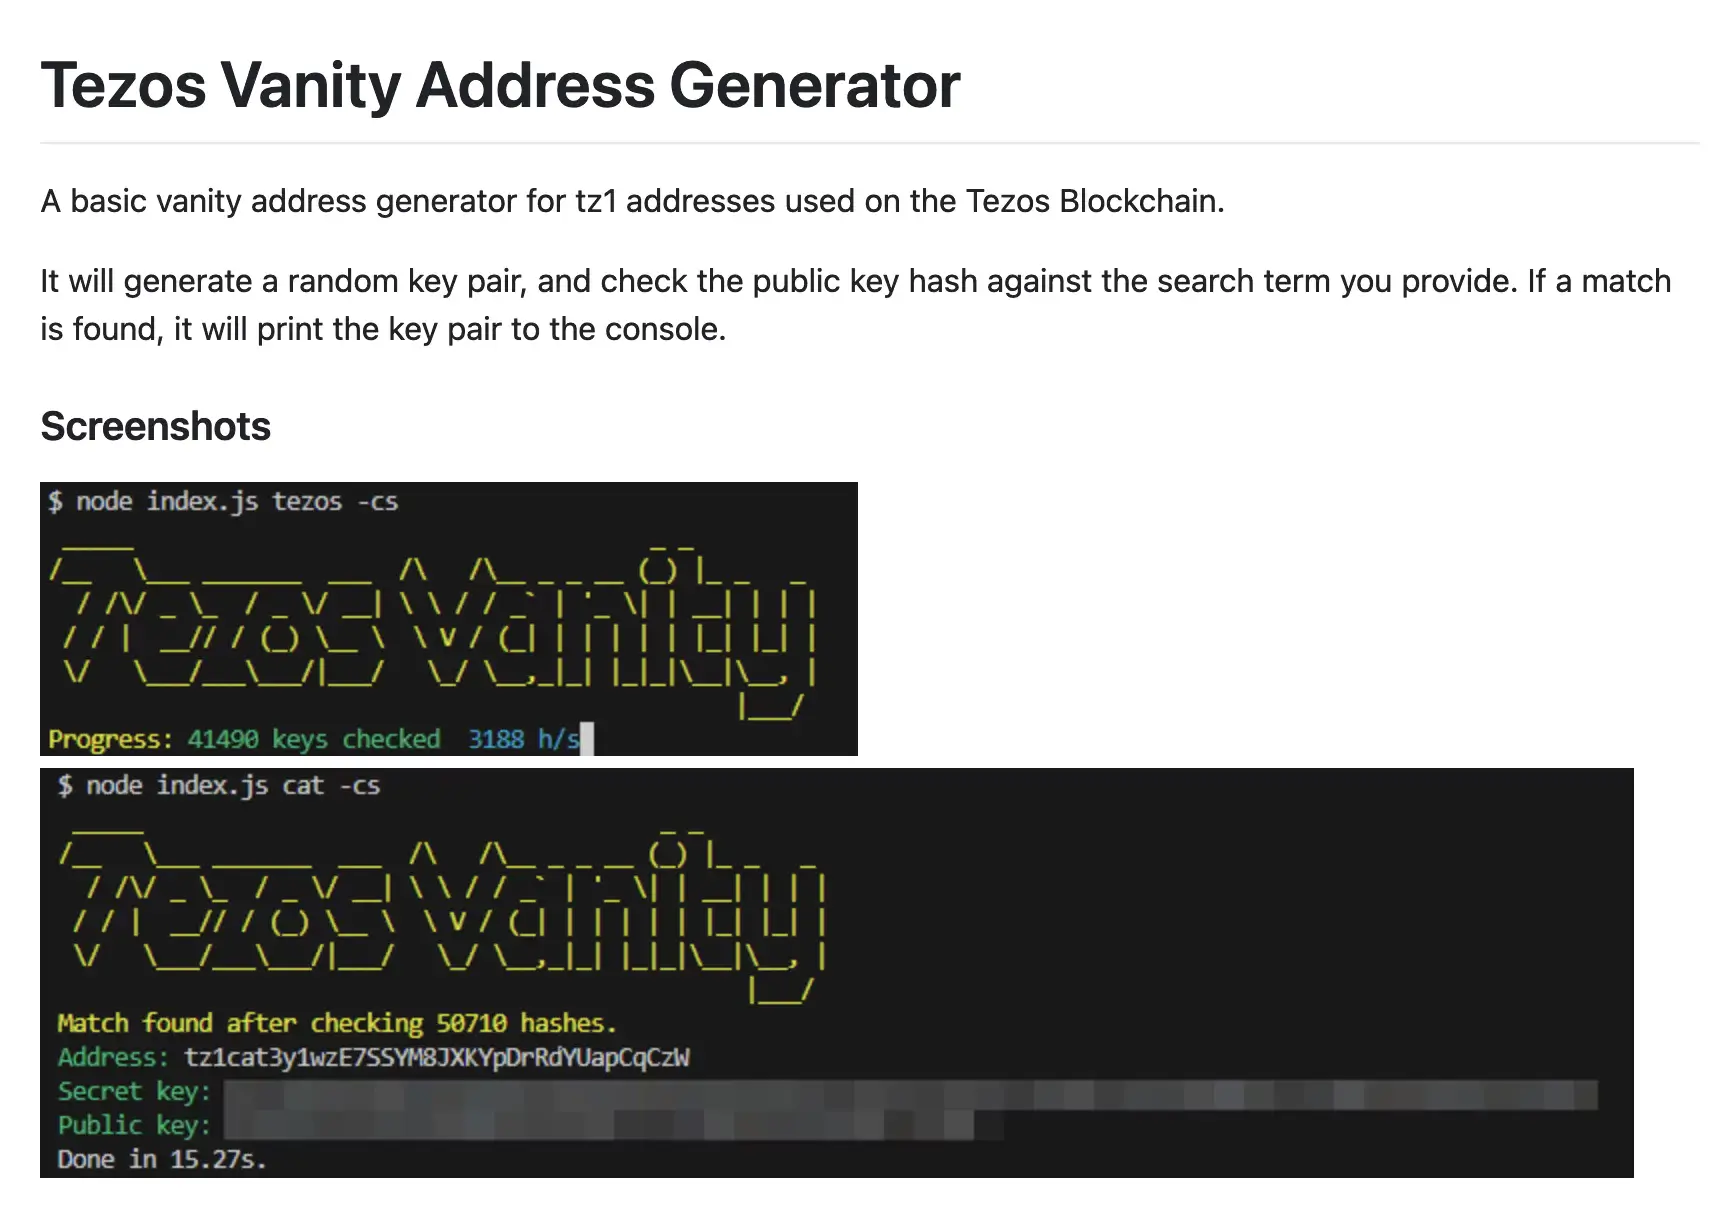 Tezos Vanity Address Generator
A basic vanity address generator for tz1 addresses used on the Tezos Blockchain.
It will generate a random key pair, and check the public key hash against the search term you provide. If a match
is found, it will print the key pair to the console.
Screenshots
$ node index.js tezos -cs
Tezos Vanity
Progress: 41490 keys checked  3188 h/s
$ node index.js cat -cs
Tezos Vanity
Match found after checking 50710 hashes.
Address: tz1cat3y1wzE7SSYM8JXKYpDrRdYUapCqCzW
Secret key:
Public key:
Done in 15.27s.